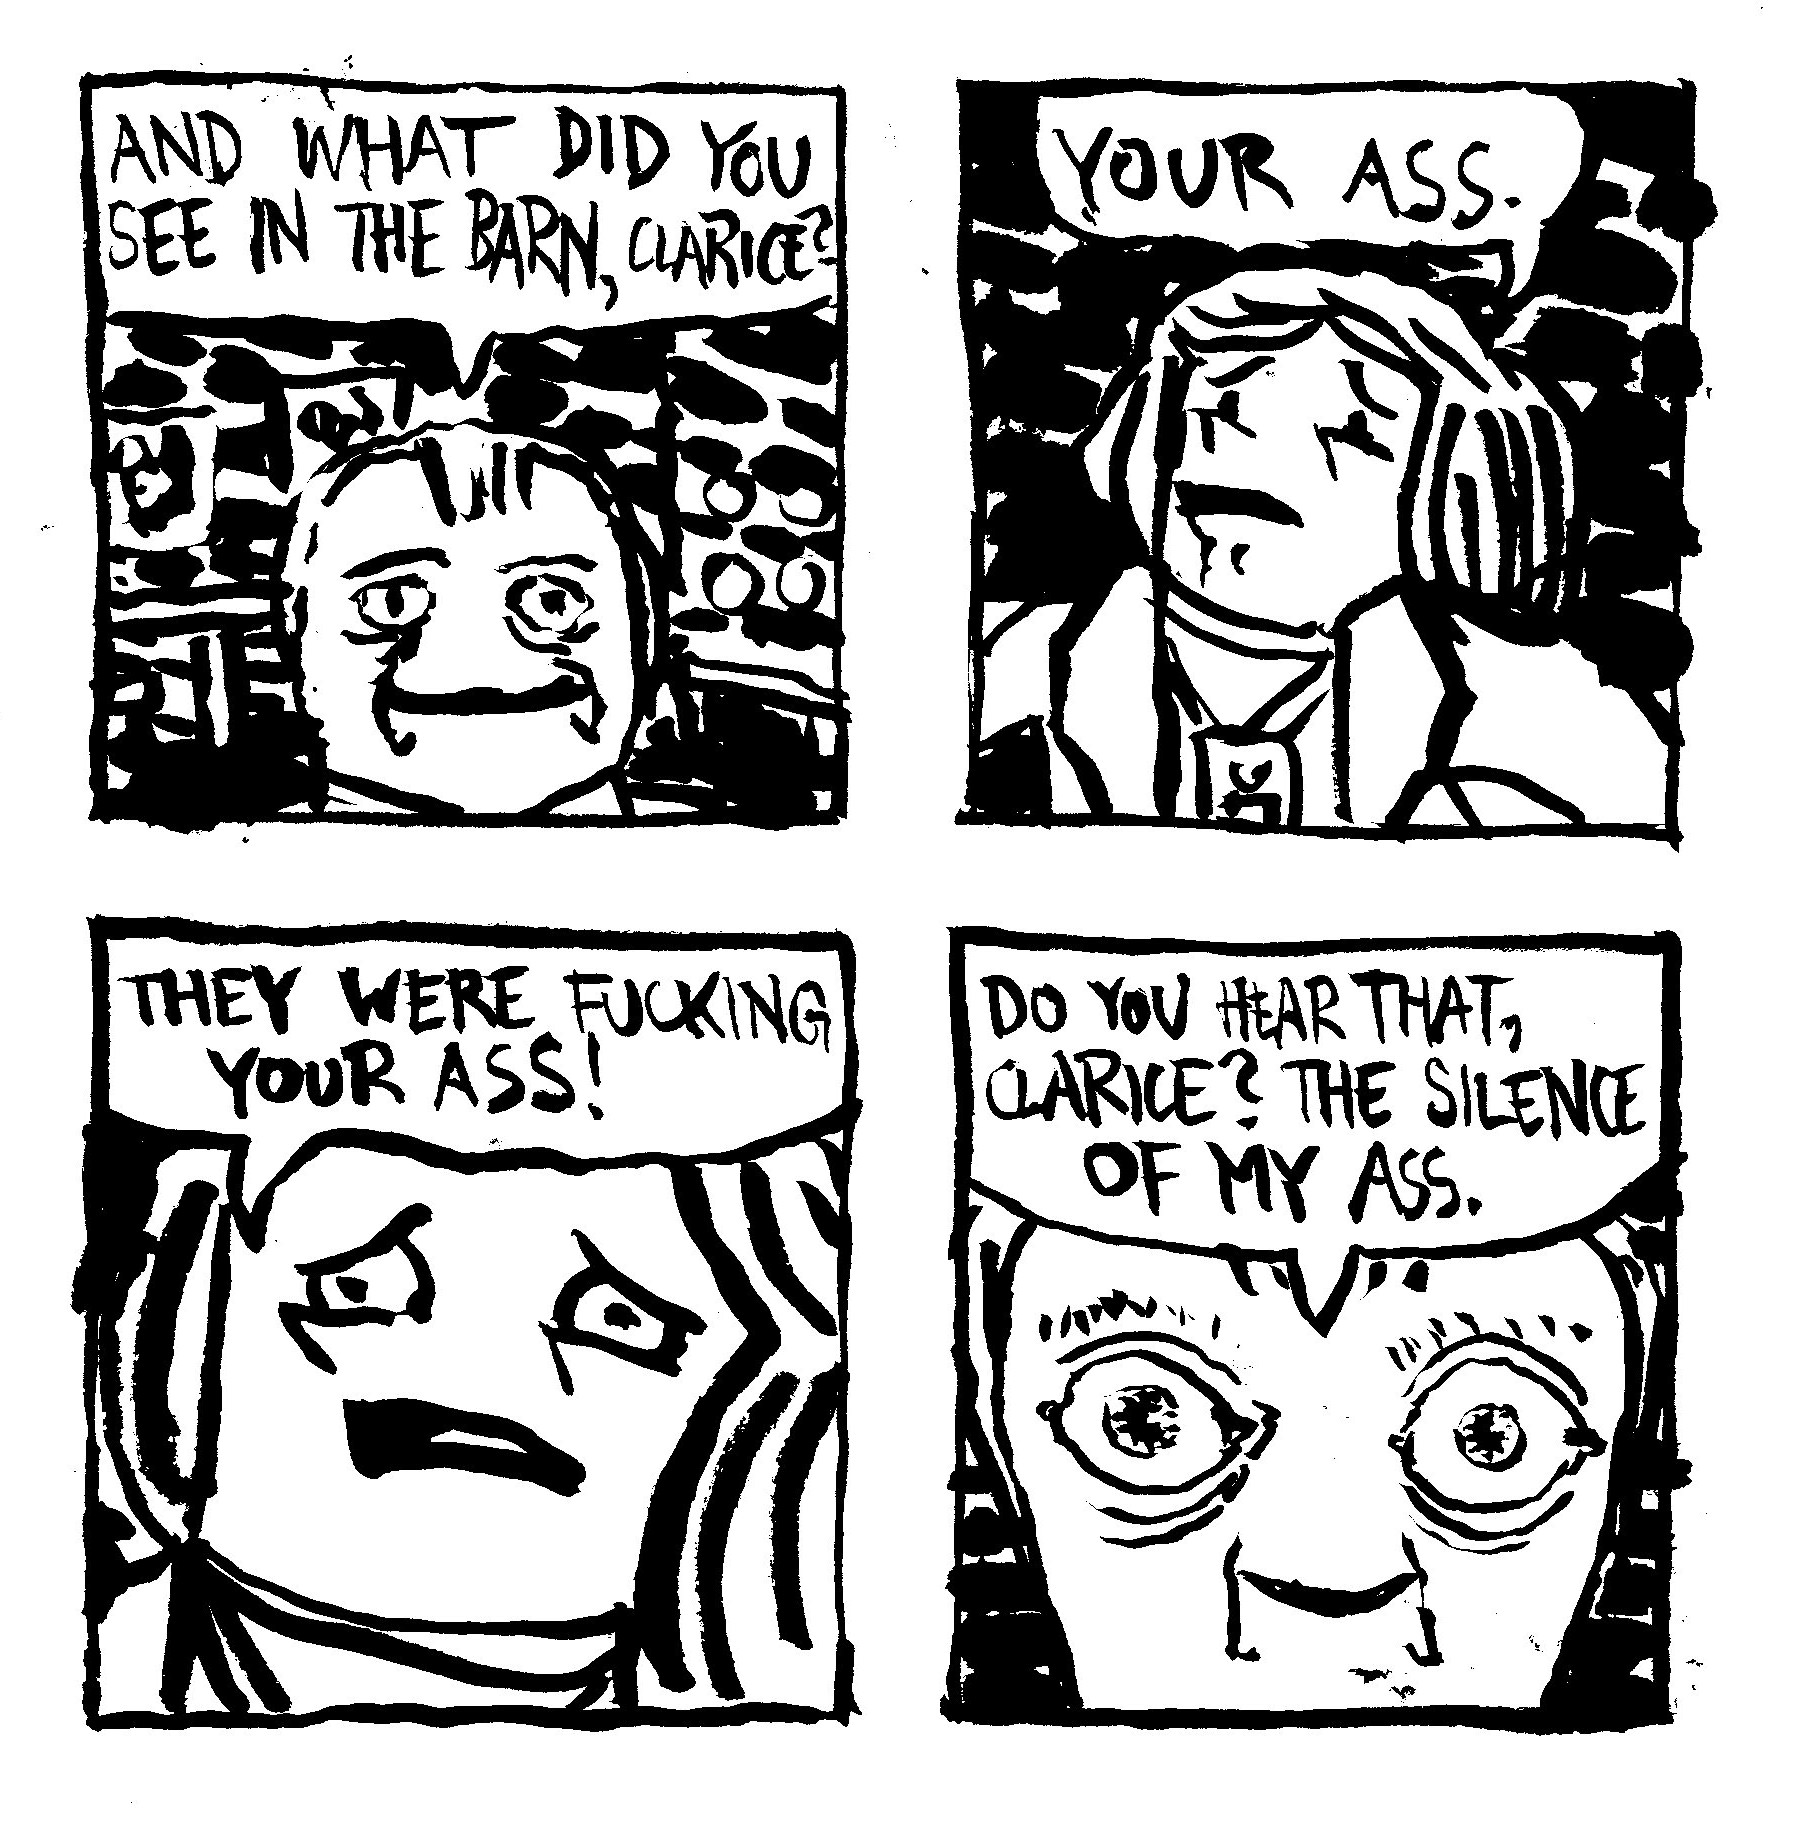 AND WHAT DID YOU
SEE IN THE BARN, CLARICE?
YOUR ASS.
THEY WERE FUCKING
YOUR ASS!
DO YOU HEAR THAT,
CLARICE? THE SILENCE
OF MY ASS.